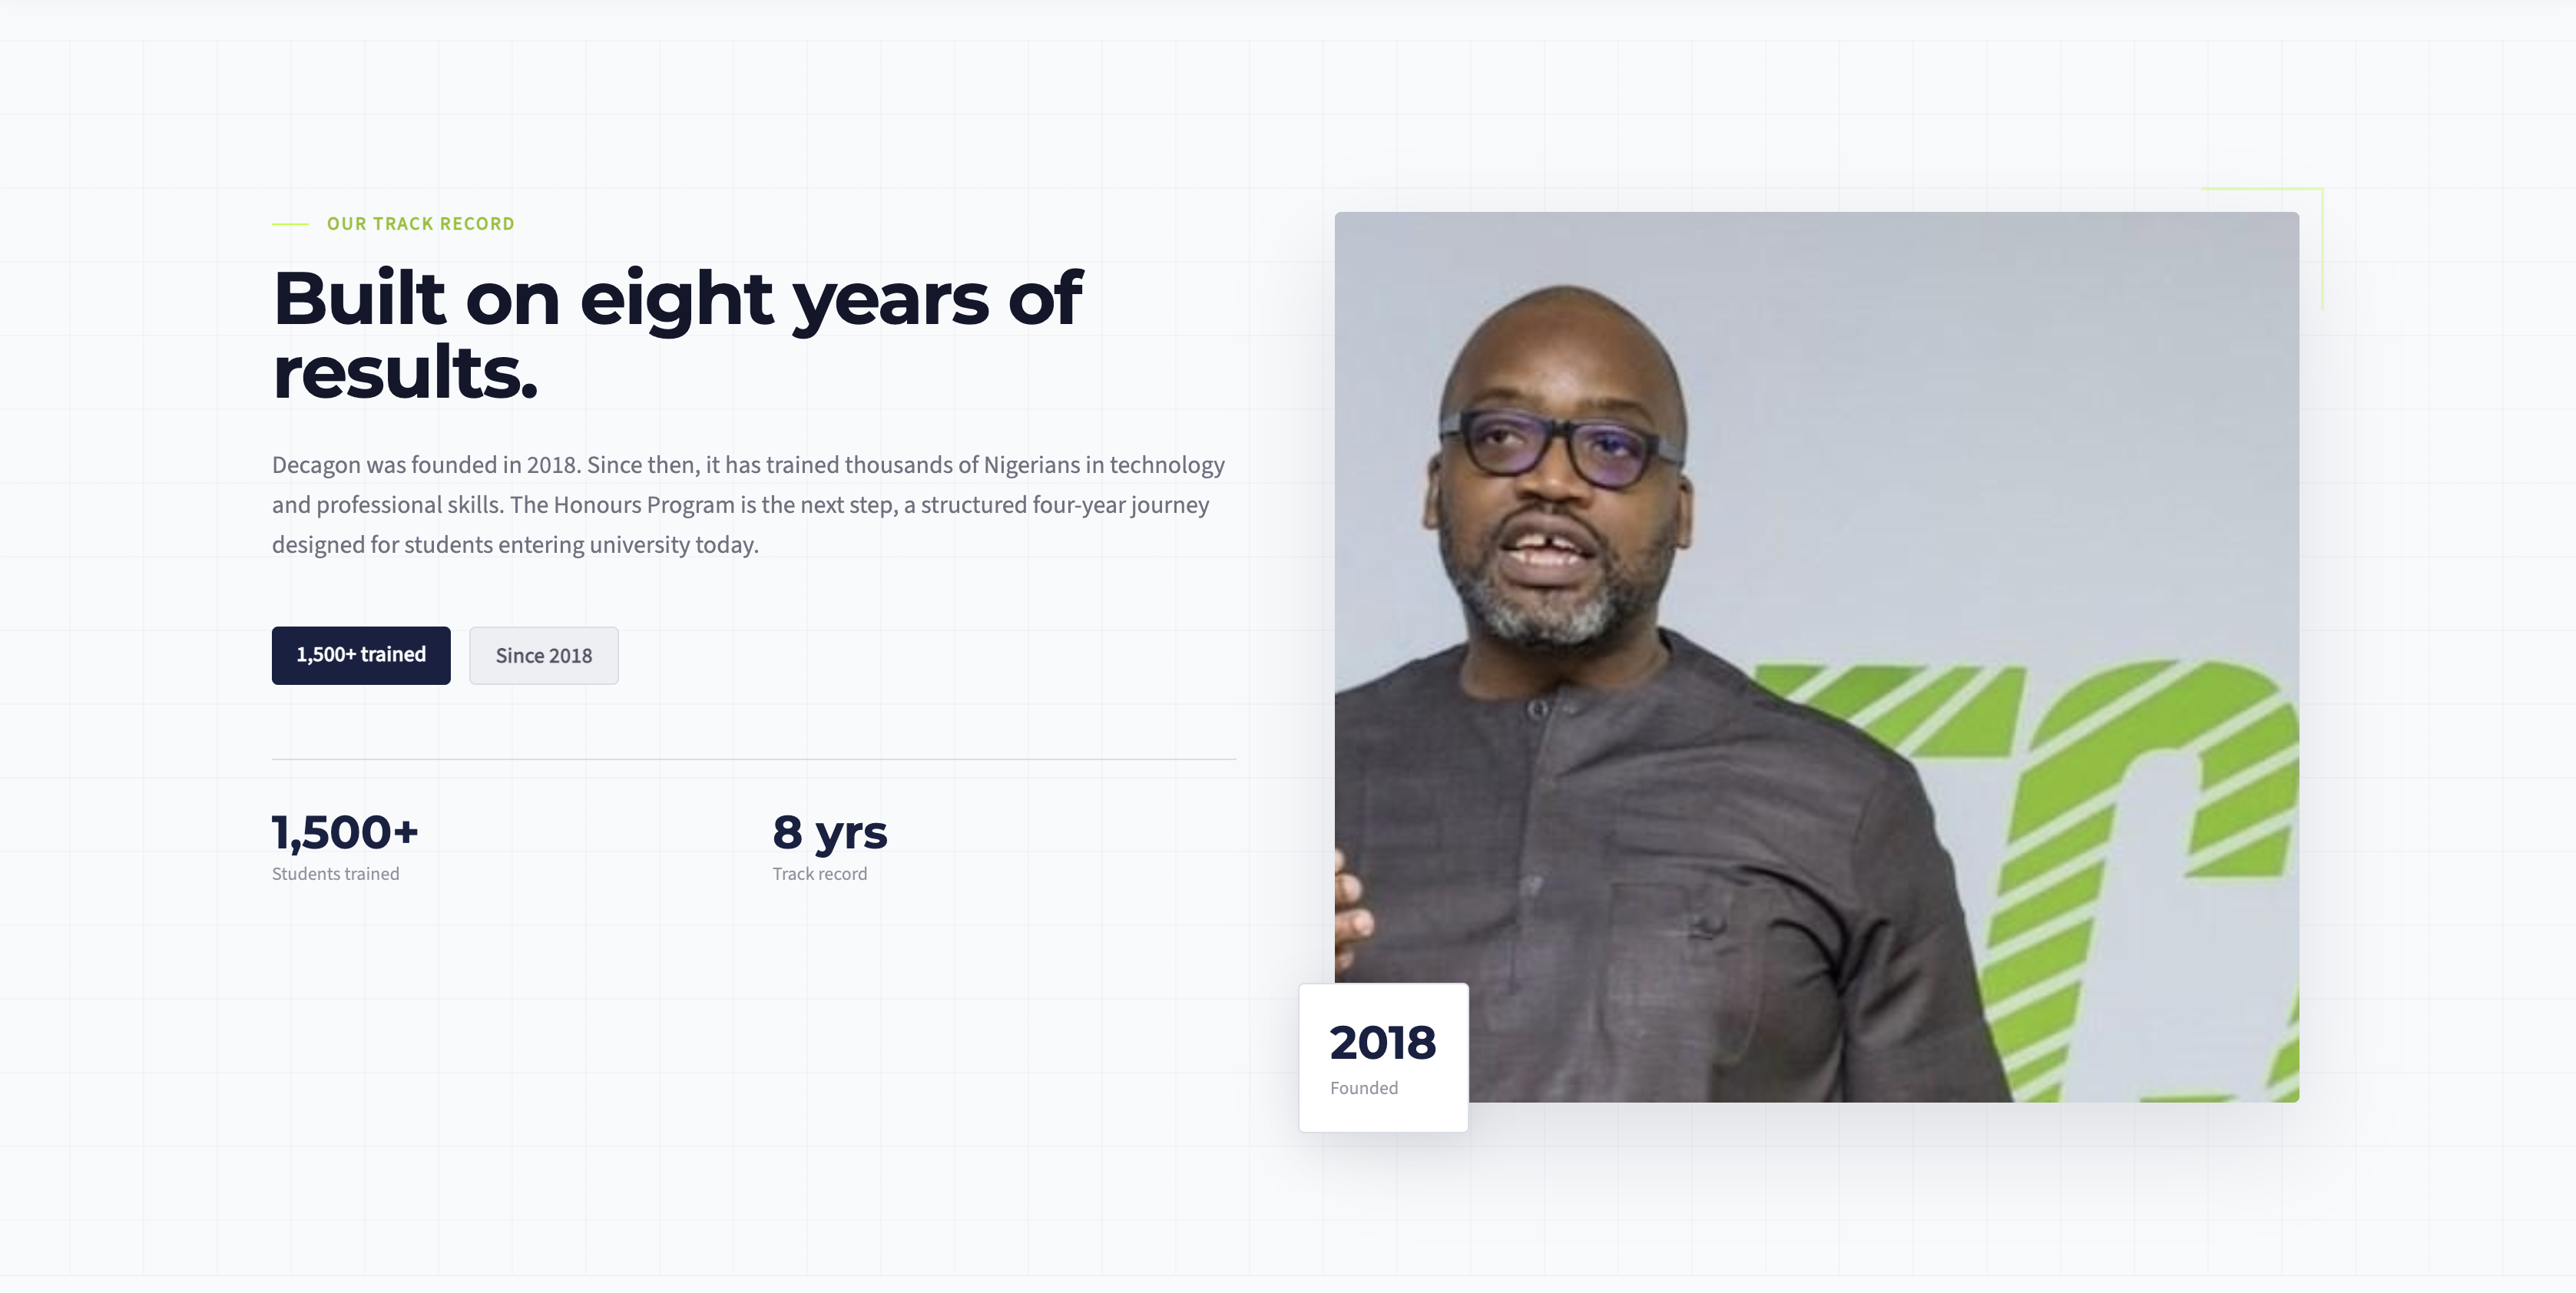 OUR TRACK RECORD
Built on eight years of
results.
Decagon was founded in 2018. Since then, it has trained thousands of Nigerians in technology
and professional skills. The Honours Program is the next step, a structured four-year journey
designed for students entering university today.
1,500+ trained
Since 2018
1,500+
Students trained
8 yrs
Track record
2018
Founded